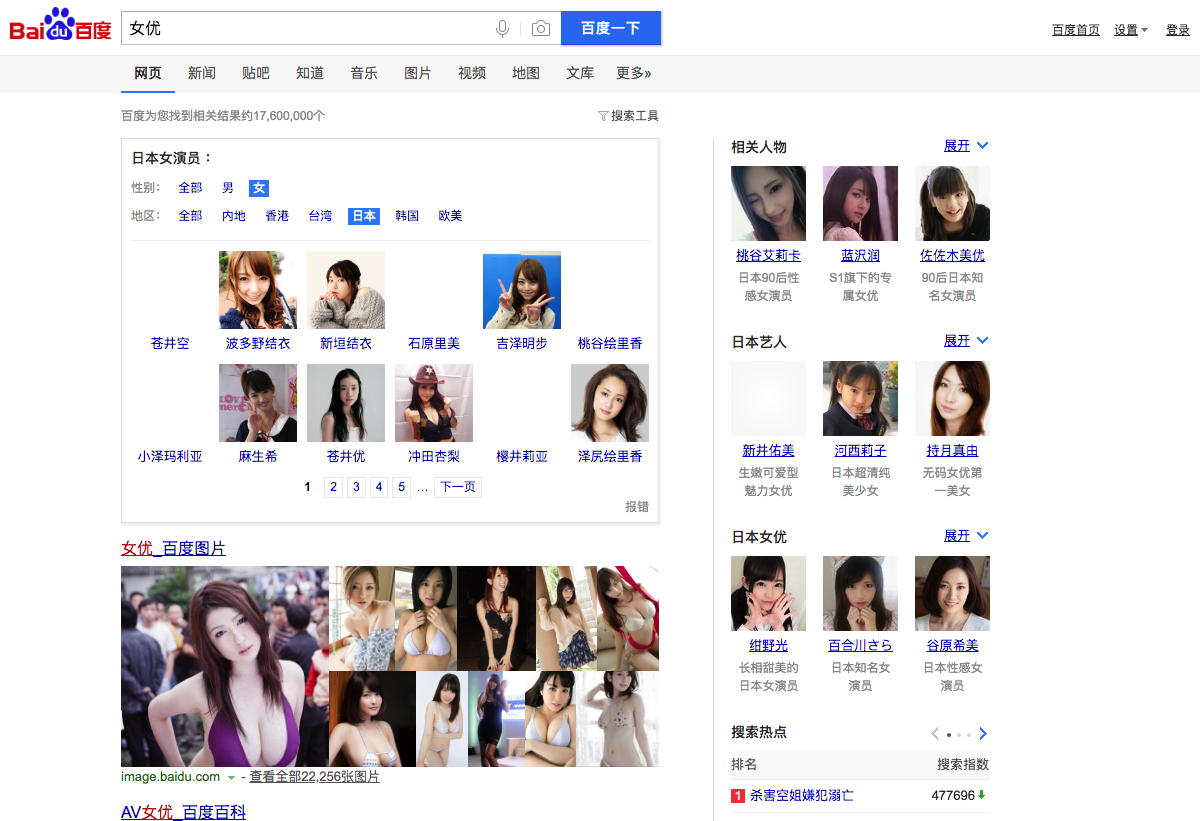 Bai du 百度
女优
百度一下
百度首页 设置 登录
网页 新闻 贴吧 知道 音乐 图片 视频 地图 文库 更多»
百度为您找到相关结果约17,600,000个
搜索工具
日本女演员：
性别： 全部 男 女
地区： 全部 内地 香港 台湾 日本 韩国 欧美
苍井空 波多野结衣 新垣结衣 石原里美 吉泽明步 桃谷绘里香
小泽玛利亚 麻生希 苍井优 冲田杏梨 樱井莉亚 泽尻绘里香
1 2 3 4 5 … 下一页
报错
女优_百度图片
image.baidu.com - 查看全部22,256张图片
AV女优_百度百科
相关人物 展开
桃谷艾莉卡 蓝沢润 佐佐木美优
日本90后性 S1旗下的专 90后日本知
感女演员 属女优 名女演员
日本艺人 展开
新井佑美 河西莉子 持月真由
生嫩可爱型 日本超清纯 无码女优第
魅力女优 美少女 一美女
日本女优 展开
绀野光 百合川さら 谷原希美
长相甜美的 日本知名女 日本性感女
日本女演员 演员 演员
搜索热点
排名 搜索指数
1 杀害空姐嫌犯溺亡 477696